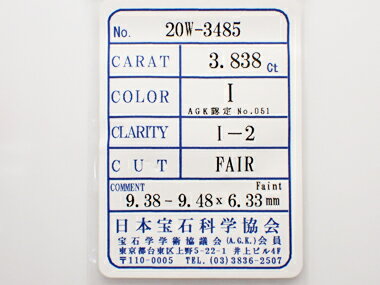 No. 20W-3485
CARAT 3.838 Ct
COLOR I
AGK認定 No.051
CLARITY I-2
CUT FAIR
COMMENT Faint
9.38 - 9.48 x 6.33 mm
日本宝石科学協会
宝石学学術協議会(A.G.K.)会員
東京都台東区上野5-22-1 井上ビル4F
〒110-0005 TEL.(03)3836-2507